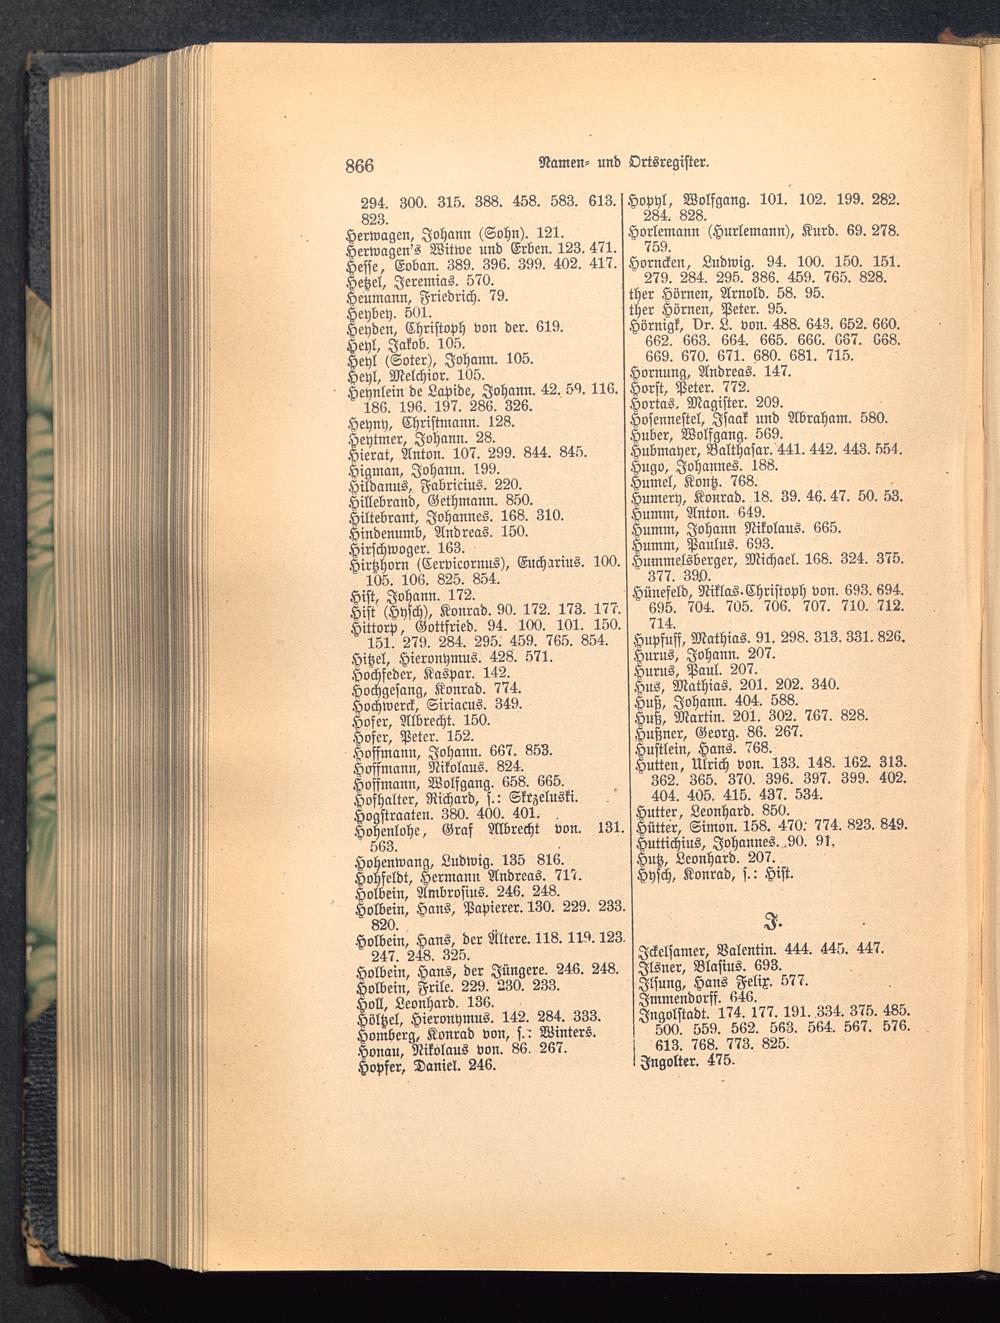 866
Namen- und Ortsregister.
294. 300. 315. 388. 458. 583. 613.
823.
Herwagen, Johann (Sohn). 121.
Herwagen's Witwe und Erben. 123. 471.
Hesse, Eoban. 389. 396. 399. 402. 417.
Hetzel, Jeremias. 570.
Heumann, Friedrich. 79.
Heybey. 501.
Heyden, Christoph von der. 619.
Heyl, Jakob. 105.
Heyl (Soter), Johann. 105.
Heyl, Melchior. 105.
Heynlein de Lapide, Johann. 42. 59. 116.
186. 196. 197. 286. 326.
Heyny, Christmann. 128.
Heytmer, Johann. 28.
Hierat, Anton. 107. 299. 844. 845.
Higman, Johann. 199.
Hildanus, Fabricius. 220.
Hillebrand, Gethmann. 850.
Hiltebrant, Johannes. 168. 310.
Hindenumb, Andreas. 150.
Hirschwoger. 163.
Hirtzhorn (Cervicornus), Eucharius. 100.
105. 106. 825. 854.
Hist, Johann. 172.
Hist (Hysch), Konrad. 90. 172. 173. 177.
Hittorp, Gottfried. 94. 100. 101. 150.
151. 279. 284. 295. 459. 765. 854.
Hitzel, Hieronymus. 428. 571.
Hochfeder, Kaspar. 142.
Hochgesang, Konrad. 774.
Hochwerck, Siriacus. 349.
Hofer, Albrecht. 150.
Hofer, Peter. 152.
Hoffmann, Johann. 667. 853.
Hoffmann, Nikolaus. 824.
Hoffmann, Wolfgang. 658. 665.
Hofhalter, Richard, s.: Skrzeluski.
Hogstraaten. 380. 400. 401.
Hohenlohe, Graf Albrecht von. 131.
563.
Hohenwang, Ludwig. 135 816.
Hohfeldt, Hermann Andreas. 717.
Holbein, Ambrosius. 246. 248.
Holbein, Hans, Papierer. 130. 229. 233.
820.
Holbein, Hans, der Ältere. 118. 119. 123.
247. 248. 325.
Holbein, Hans, der Jüngere. 246. 248.
Holbein, Frile. 229. 230. 233.
Holl, Leonhard. 136.
Höltzel, Hieronymus. 142. 284. 333.
Homberg, Konrad von, s.: Winters.
Honau, Nikolaus von. 86. 267.
Hopfer, Daniel. 246.
Hopyl, Wolfgang. 101. 102. 199. 282.
284. 828.
Horlemann (Hurlemann), Kurd. 69. 278.
759.
Horncken, Ludwig. 94. 100. 150. 151.
279. 284. 295. 386. 459. 765. 828.
ther Hörnen, Arnold. 58. 95.
ther Hörnen, Peter. 95.
Hörnigk, Dr. L. von. 488. 643. 652. 660.
662. 663. 664. 665. 666. 667. 668.
669. 670. 671. 680. 681. 715.
Hornung, Andreas. 147.
Horst, Peter. 772.
Hortas, Magister. 209.
Hosennestel, Isaak und Abraham. 580.
Huber, Wolfgang. 569.
Hubmayer, Balthasar. 441. 442. 443. 554.
Hugo, Johannes. 188.
Humel, Kontz. 768.
Humery, Konrad. 18. 39. 46. 47. 50. 53.
Humm, Anton. 649.
Humm, Johann Nikolaus. 665.
Humm, Paulus. 693.
Hummelsberger, Michael. 168. 324. 375.
377. 390.
Hünefeld, Niklas-Christoph von. 693. 694.
695. 704. 705. 706. 707. 710. 712.
714.
Hupfuff, Mathias. 91. 298. 313. 331. 826.
Hurus, Johann. 207.
Hurus, Paul. 207.
Hus, Mathias. 201. 202. 340.
Huß, Johann. 404. 588.
Huß, Martin. 201. 302. 767. 828.
Hußner, Georg. 86. 267.
Hustlein, Hans. 768.
Hutten, Ulrich von. 133. 148. 162. 313.
362. 365. 370. 396. 397. 399. 402.
404. 405. 415. 437. 534.
Hutter, Leonhard. 850.
Hütter, Simon. 158. 470. 774. 823. 849.
Huttichius, Johannes. 90. 91.
Hutz, Leonhard. 207.
Hysch, Konrad, s.: Hist.
I.
Ickelsamer, Valentin. 444. 445. 447.
Ilsner, Blasius. 693.
Ilsung, Hans Felix. 577.
Immendorff. 646.
Ingolstadt. 174. 177. 191. 334. 375. 485.
500. 559. 562. 563. 564. 567. 576.
613. 768. 773. 825.
Ingolter. 475.